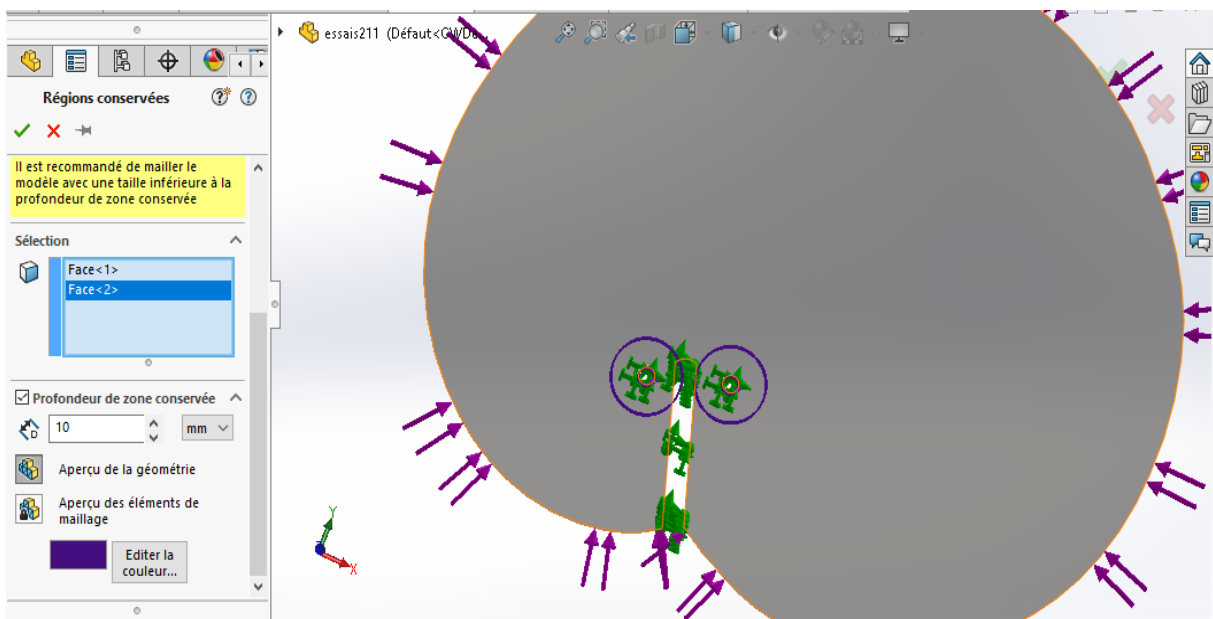 essais211 (Défaut<CWDe...
Régions conservées
Il est recommandé de mailler le
modèle avec une taille inférieure à la
profondeur de zone conservée
Sélection
Face<1>
Face<2>
Profondeur de zone conservée
10
mm
Aperçu de la géométrie
Aperçu des éléments de
maillage
Editer la
couleur...
Y
X